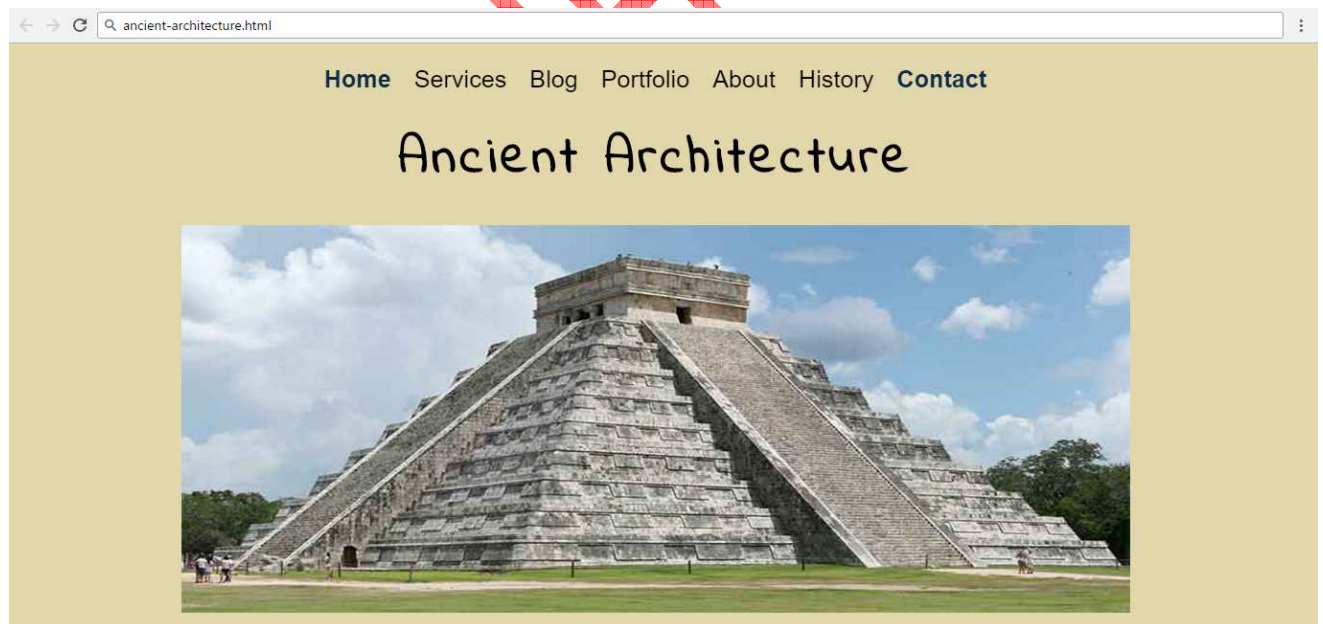 ancient-architecture.html
Home Services Blog Portfolio About History Contact
Ancient Architecture